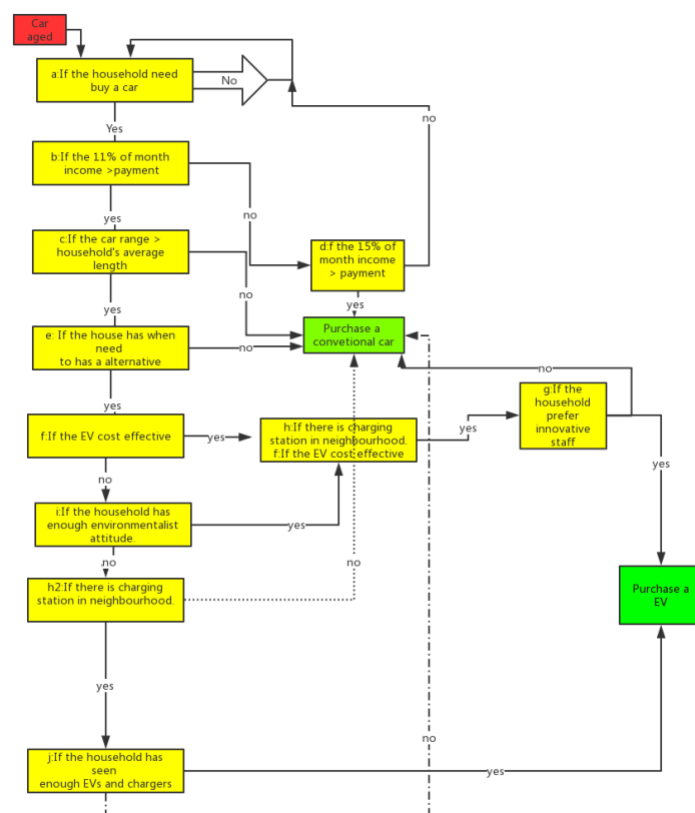 Car
aged
a:If the household need
buy a car
No
no
Yes
b:If the 11% of month
income >payment
no
yes
c:If the car range >
household's average
length
d:f the 15% of
month income
> payment
no
yes
yes
Purchase a
convetional car
e: If the house has when
need
to has a alternative
no
no
yes
g:If the
household
prefer
innovative
staff
f:If the EV cost effective
yes
h:If there is charging
station in neighbourhood.
f:If the EV cost effective
yes
yes
no
i:If the household has
enough environmentalist
attitude.
yes
no
no
h2:If there is charging
station in neighbourhood.
Purchase a
EV
yes
no
j:If the household has
seen
enough EVs and chargers
yes